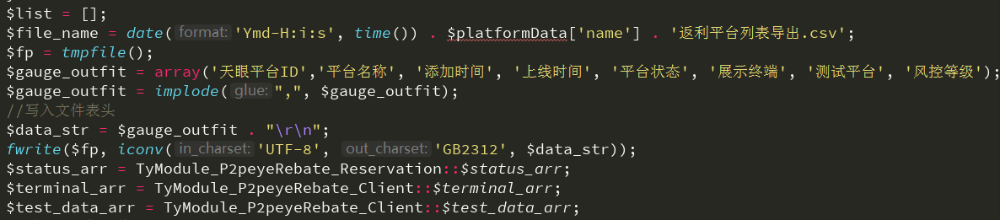 $list = [];
$file_name = date( format: 'Ymd-H:i:s', time()) . $platformData['name'] . '返利平台列表导出.csv';
$fp = tmpfile();
$gauge_outfit = array('天眼平台ID','平台名称', '添加时间', '上线时间', '平台状态', '展示终端', '测试平台', '风控等级');
$gauge_outfit = implode( glue: ",", $gauge_outfit);
//写入文件表头
$data_str = $gauge_outfit . "\r\n";
fwrite($fp, iconv( in_charset: 'UTF-8', out_charset: 'GB2312', $data_str));
$status_arr = TyModule_P2peyeRebate_Reservation::$status_arr;
$terminal_arr = TyModule_P2peyeRebate_Client::$terminal_arr;
$test_data_arr = TyModule_P2peyeRebate_Client::$test_data_arr;